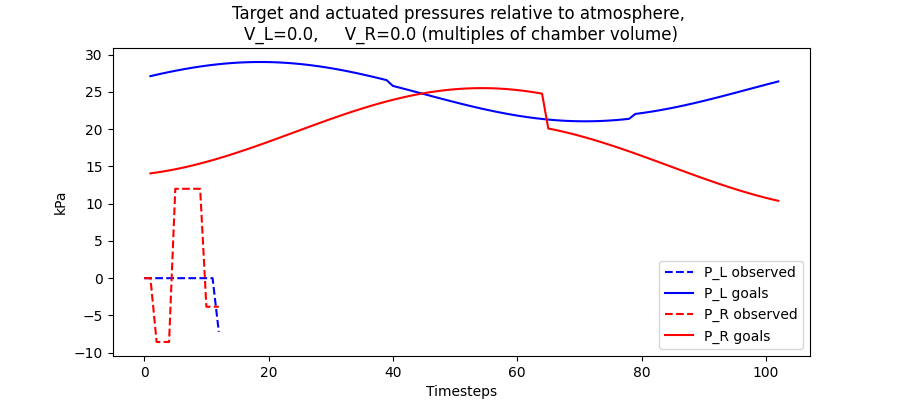 Target and actuated pressures relative to atmosphere,
V_L=0.0,     V_R=0.0 (multiples of chamber volume)
30
25
20
15
10
5
0
−5
−10
kPa
0 20 40 60 80 100
Timesteps
P_L observed
P_L goals
P_R observed
P_R goals